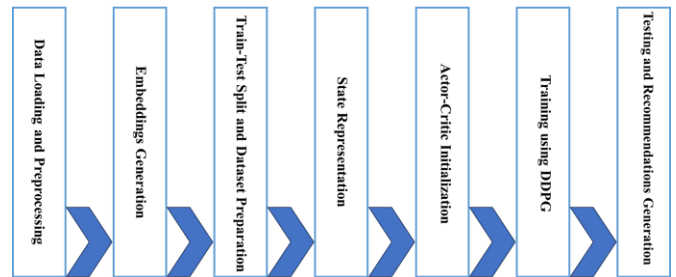 Data Loading and Preprocessing
Embeddings Generation
Train-Test Split and Dataset Preparation
State Representation
Actor-Critic Initialization
Training using DDPG
Testing and Recommendations Generation